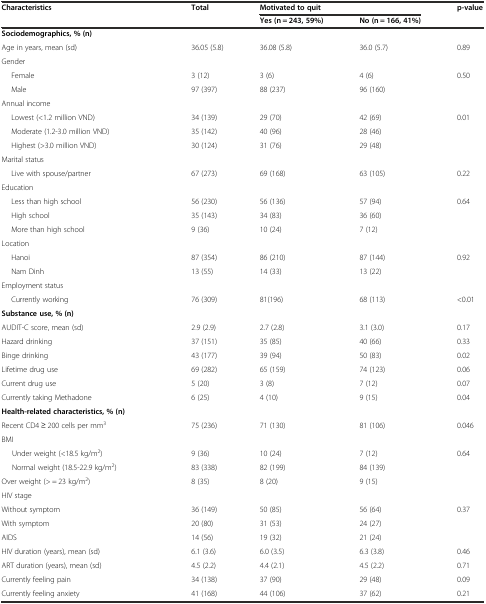 Characteristics Total Motivated to quit p-value
Yes (n = 243, 59%) No (n = 166, 41%)
Sociodemographics, % (n)
Age in years, mean (sd) 36.05 (5.8) 36.08 (5.8) 36.0 (5.7) 0.89
Gender
Female 3 (12) 3 (6) 4 (6) 0.50
Male 97 (397) 88 (237) 96 (160)
Annual income
Lowest (<1.2 million VND) 34 (139) 29 (70) 42 (69) 0.01
Moderate (1.2-3.0 million VND) 35 (142) 40 (96) 28 (46)
Highest (>3.0 million VND) 30 (124) 31 (76) 29 (48)
Marital status
Live with spouse/partner 67 (273) 69 (168) 63 (105) 0.22
Education
Less than high school 56 (230) 56 (136) 57 (94) 0.64
High school 35 (143) 34 (83) 36 (60)
More than high school 9 (36) 10 (24) 7 (12)
Location
Hanoi 87 (354) 86 (210) 87 (144) 0.92
Nam Dinh 13 (55) 14 (33) 13 (22)
Employment status
Currently working 76 (309) 81(196) 68 (113) <0.01
Substance use, % (n)
AUDIT-C score, mean (sd) 2.9 (2.9) 2.7 (2.8) 3.1 (3.0) 0.17
Hazard drinking 37 (151) 35 (85) 40 (66) 0.33
Binge drinking 43 (177) 39 (94) 50 (83) 0.02
Lifetime drug use 69 (282) 65 (159) 74 (123) 0.06
Current drug use 5 (20) 3 (8) 7 (12) 0.07
Currently taking Methadone 6 (25) 4 (10) 9 (15) 0.04
Health-related characteristics, % (n)
Recent CD4 ≥ 200 cells per mm³ 75 (236) 71 (130) 81 (106) 0.046
BMI
Under weight (<18.5 kg/m²) 9 (36) 10 (24) 7 (12) 0.64
Normal weight (18.5-22.9 kg/m²) 83 (338) 82 (199) 84 (139)
Over weight (> = 23 kg/m²) 8 (35) 8 (20) 9 (15)
HIV stage
Without symptom 36 (149) 50 (85) 56 (64) 0.37
With symptom 20 (80) 31 (53) 24 (27)
AIDS 14 (56) 19 (32) 21 (24)
HIV duration (years), mean (sd) 6.1 (3.6) 6.0 (3.5) 6.3 (3.8) 0.46
ART duration (years), mean (sd) 4.5 (2.2) 4.4 (2.1) 4.5 (2.2) 0.71
Currently feeling pain 34 (138) 37 (90) 29 (48) 0.09
Currently feeling anxiety 41 (168) 44 (106) 37 (62) 0.21